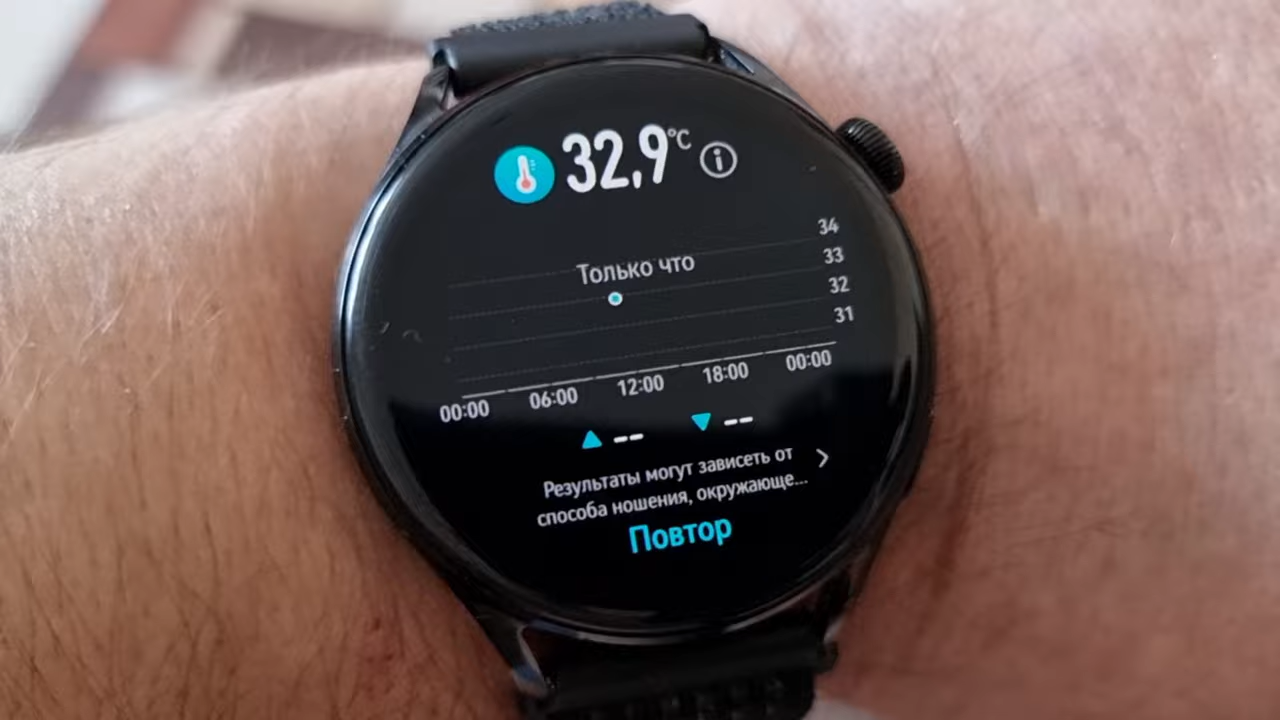 32,9°C i
34
Только что
33
32
31
00:00 06:00 12:00 18:00 00:00
▲ -- ▼ --
Результаты могут зависеть от
способа ношения, окружающе...
Повтор